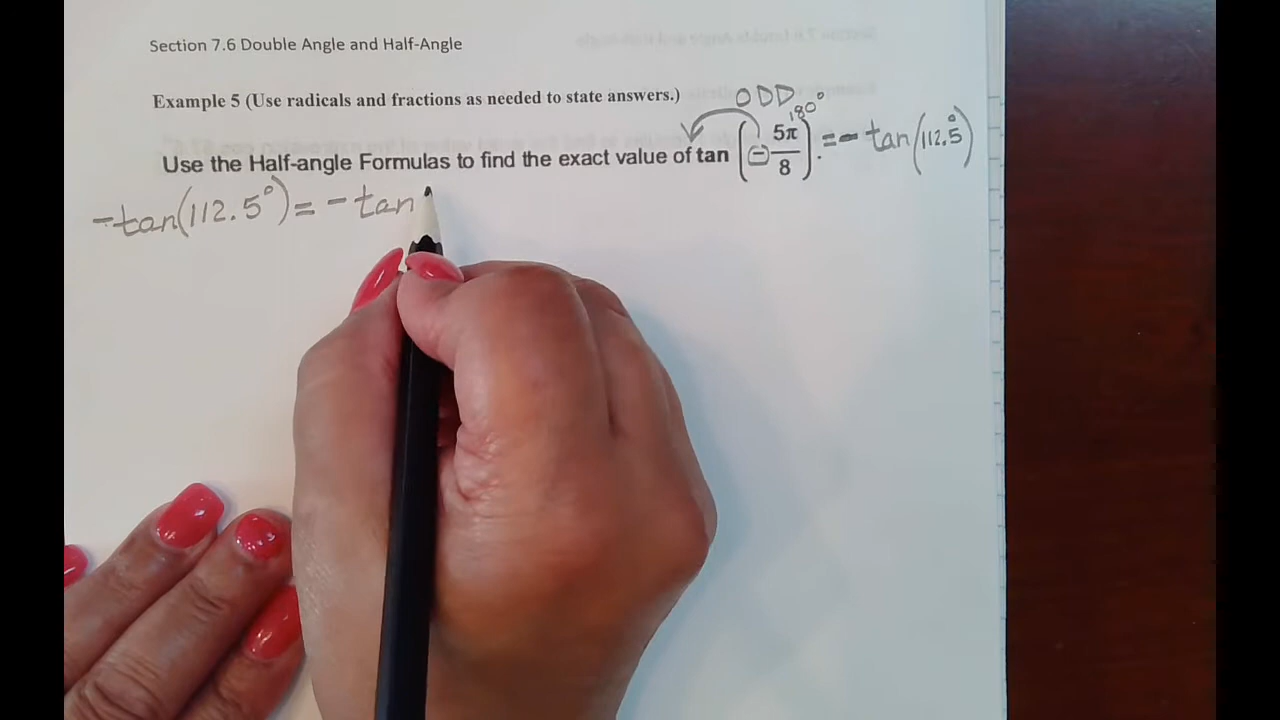 Section 7.6 Double Angle and Half-Angle
Example 5 (Use radicals and fractions as needed to state answers.)
ODD
180°
Use the Half-angle Formulas to find the exact value of tan (-5π/8). = - tan(112.5°)
-tan(112.5°) = -tan